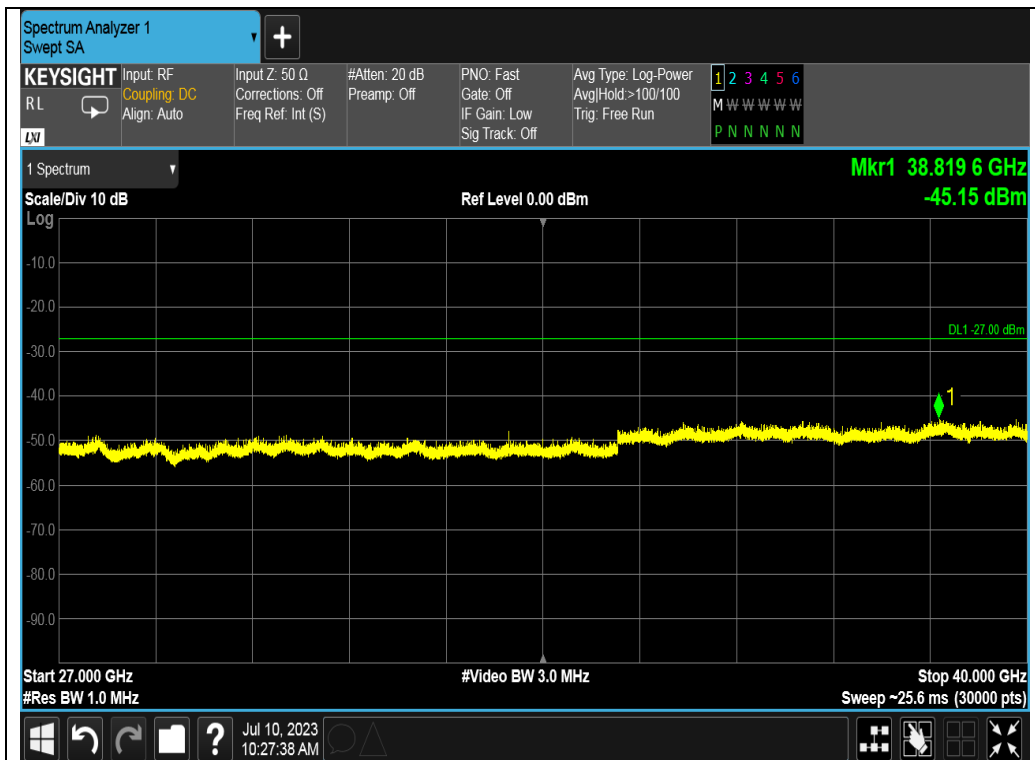 Spectrum Analyzer 1
Swept SA
+
KEYSIGHT
RL
LXI
Input: RF
Coupling: DC
Align: Auto
Input Z: 50 Ω
Corrections: Off
Freq Ref: Int (S)
#Atten: 20 dB
Preamp: Off
PNO: Fast
Gate: Off
IF Gain: Low
Sig Track: Off
Avg Type: Log-Power
Avg|Hold:>100/100
Trig: Free Run
1 2 3 4 5 6
M W W W W W
P N N N N N
1 Spectrum
Mkr1 38.819 6 GHz
-45.15 dBm
Scale/Div 10 dB
Ref Level 0.00 dBm
Log
-10.0
-20.0
DL1 -27.00 dBm
-30.0
-40.0
1
-50.0
-60.0
-70.0
-80.0
-90.0
Start 27.000 GHz
#Video BW 3.0 MHz
Stop 40.000 GHz
#Res BW 1.0 MHz
Sweep ~25.6 ms (30000 pts)
?
Jul 10, 2023
10:27:38 AM